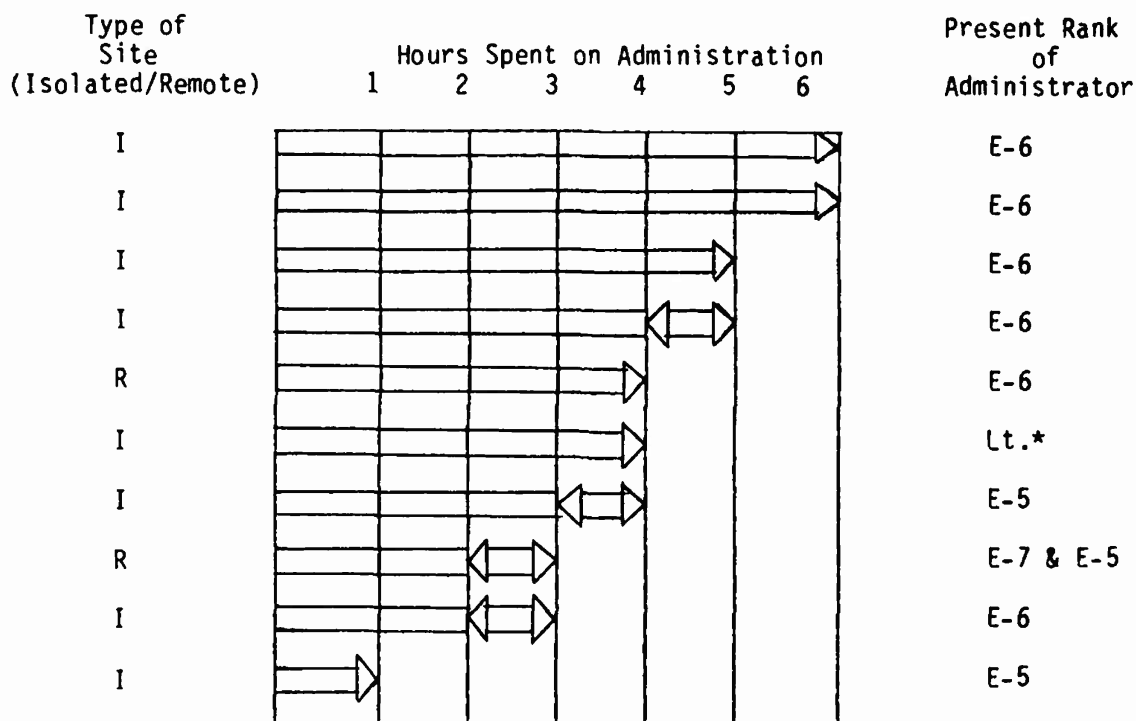 Type of
Site
(Isolated/Remote)
Hours Spent on Administration
1 2 3 4 5 6
Present Rank
of
Administrator
I E-6
I E-6
I E-6
I E-6
R E-6
I Lt.*
I E-5
R E-7 & E-5
I E-6
I E-5